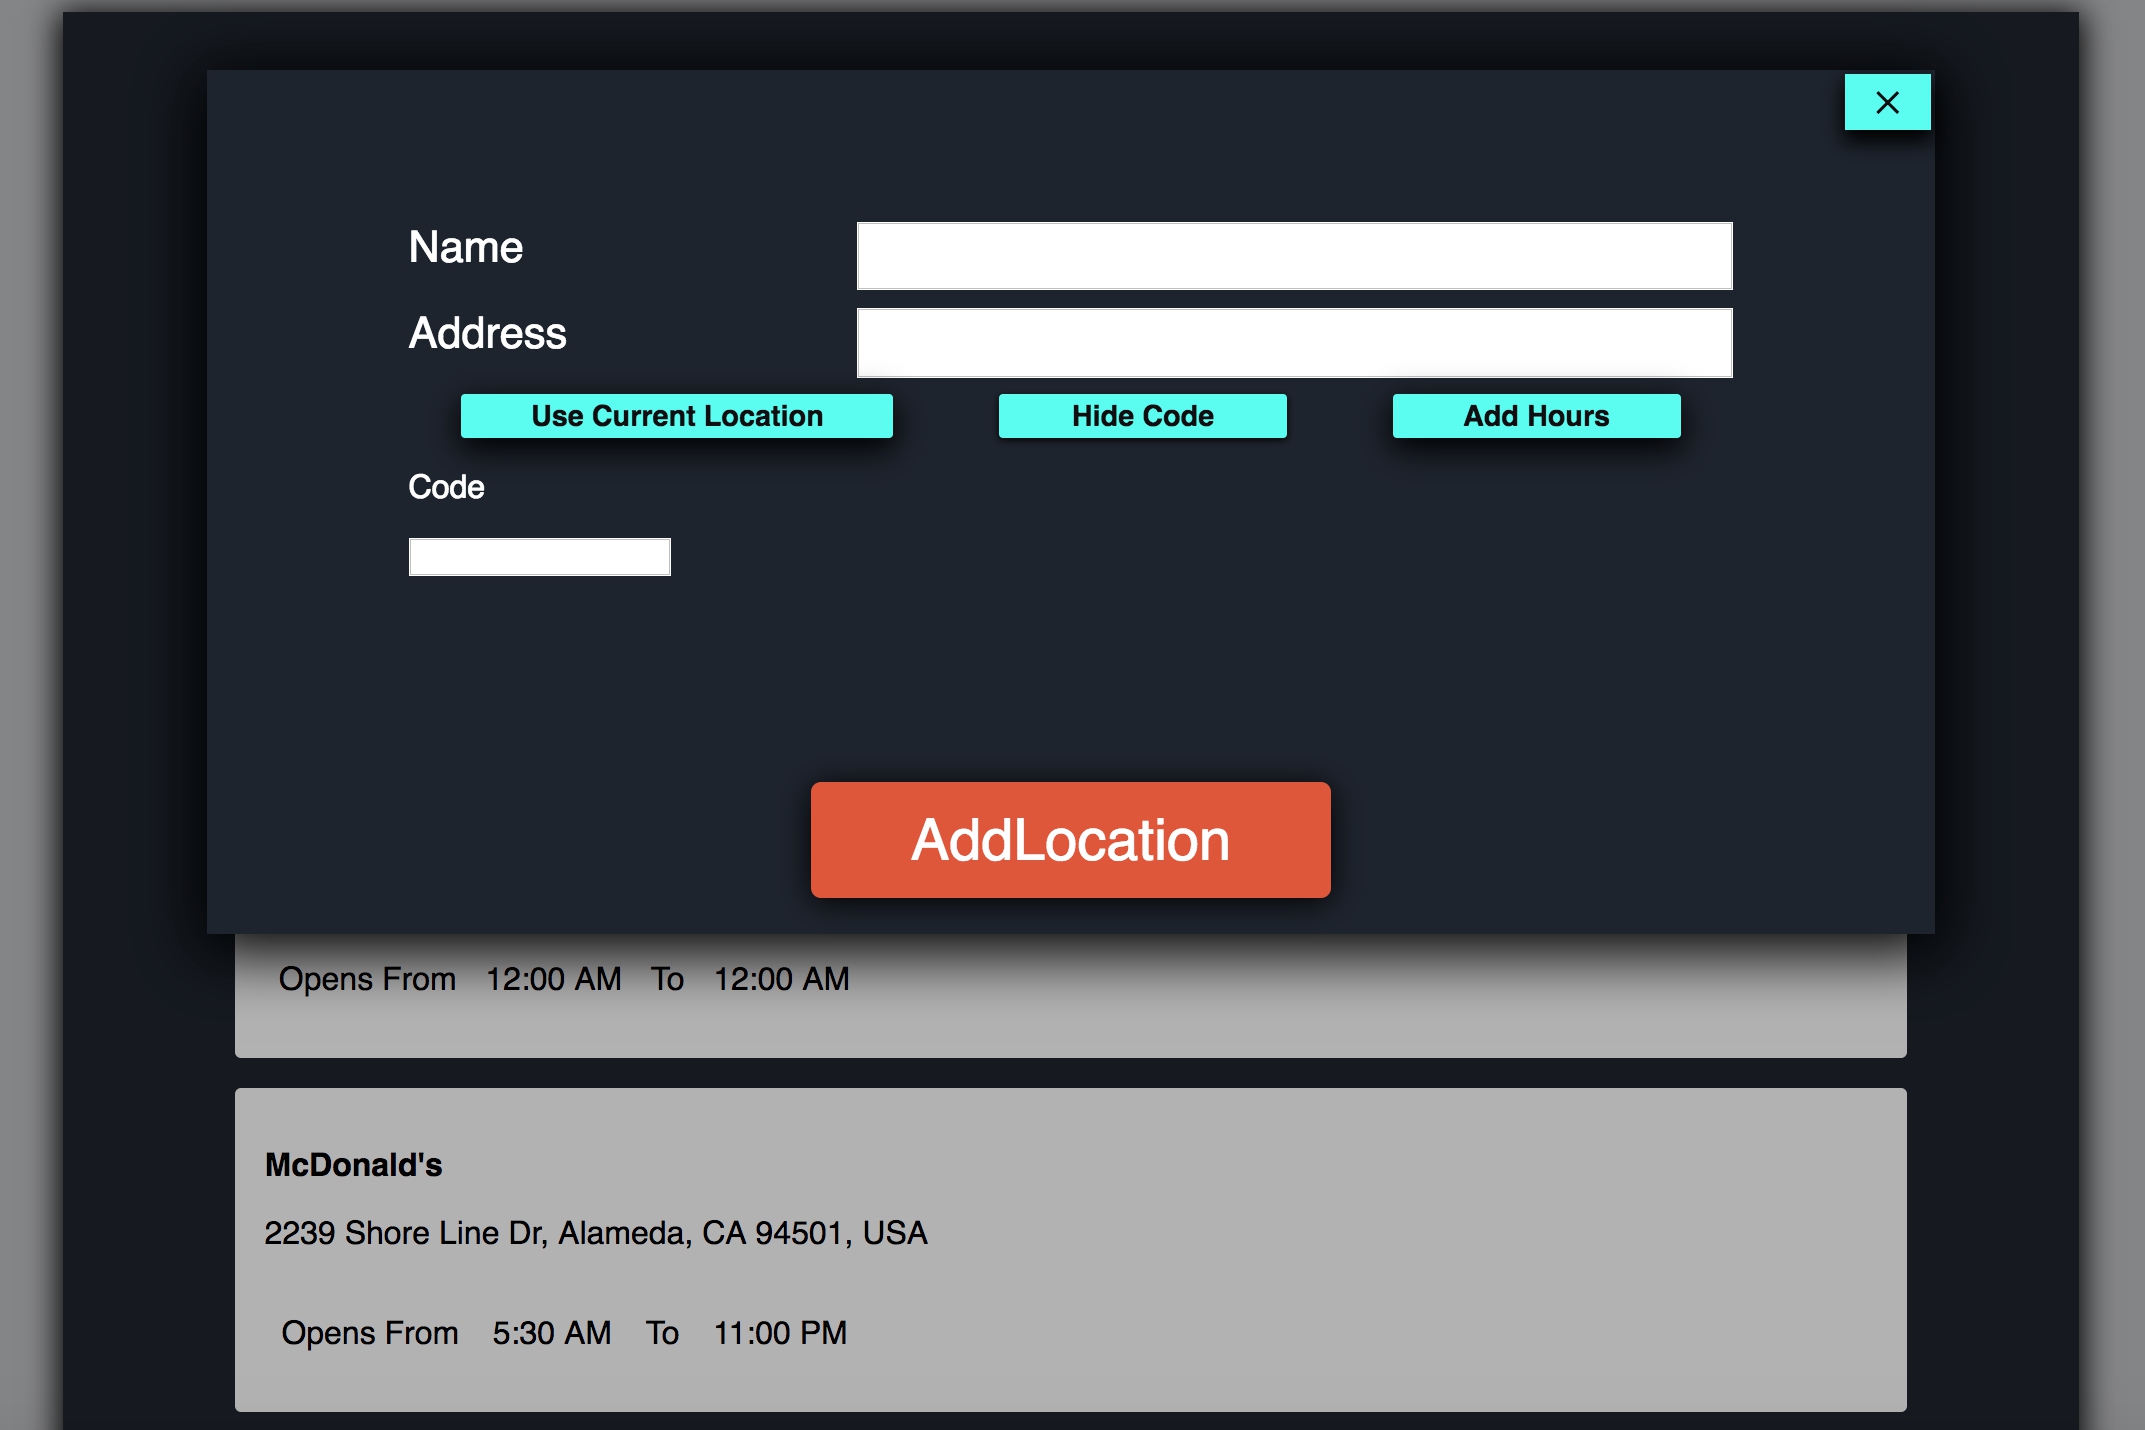 Name
Address
Use Current Location Hide Code Add Hours
Code
AddLocation
Opens From 12:00 AM To 12:00 AM
McDonald's
2239 Shore Line Dr, Alameda, CA 94501, USA
Opens From 5:30 AM To 11:00 PM